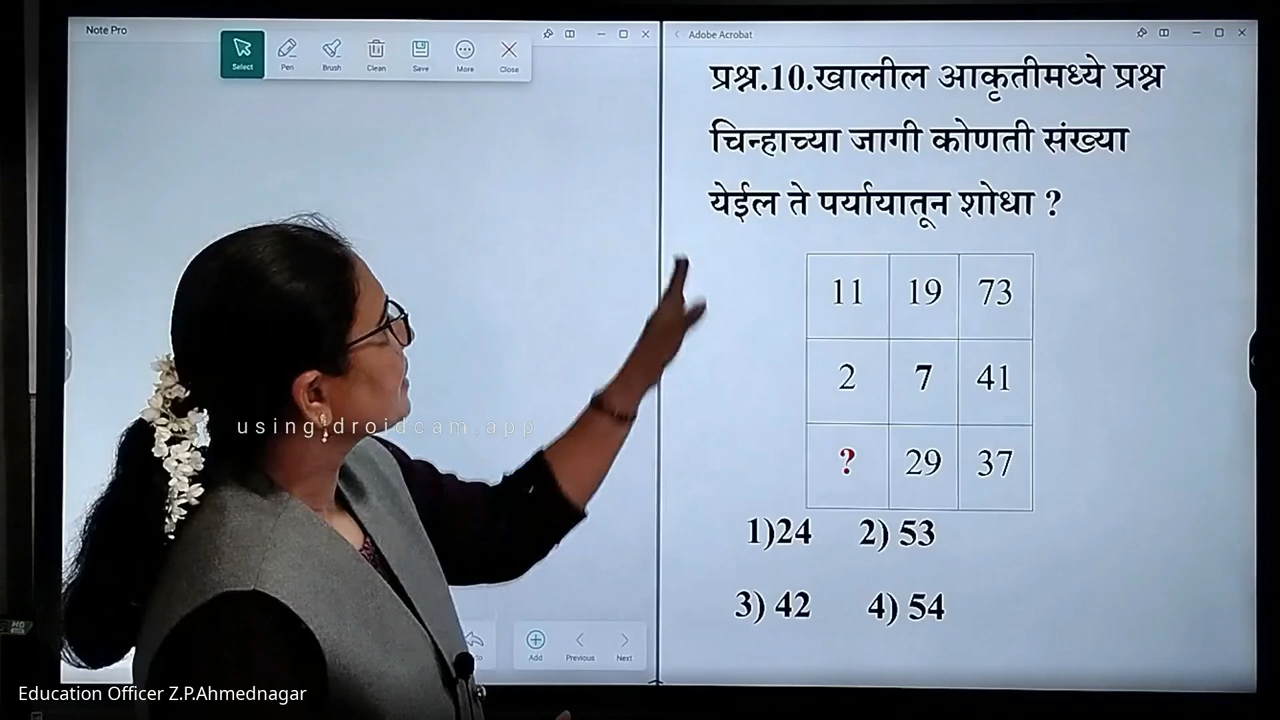 Note Pro
Select Pen Brush Clean Save More Close
Adobe Acrobat
प्रश्न.10.खालील आकृतीमध्ये प्रश्न
चिन्हाच्या जागी कोणती संख्या
येईल ते पर्यायातून शोधा ?
11 19 73
2 7 41
? 29 37
1)24 2) 53
3) 42 4) 54
using droidcam.app
Add Previous Next
Education Officer Z.P.Ahmednagar